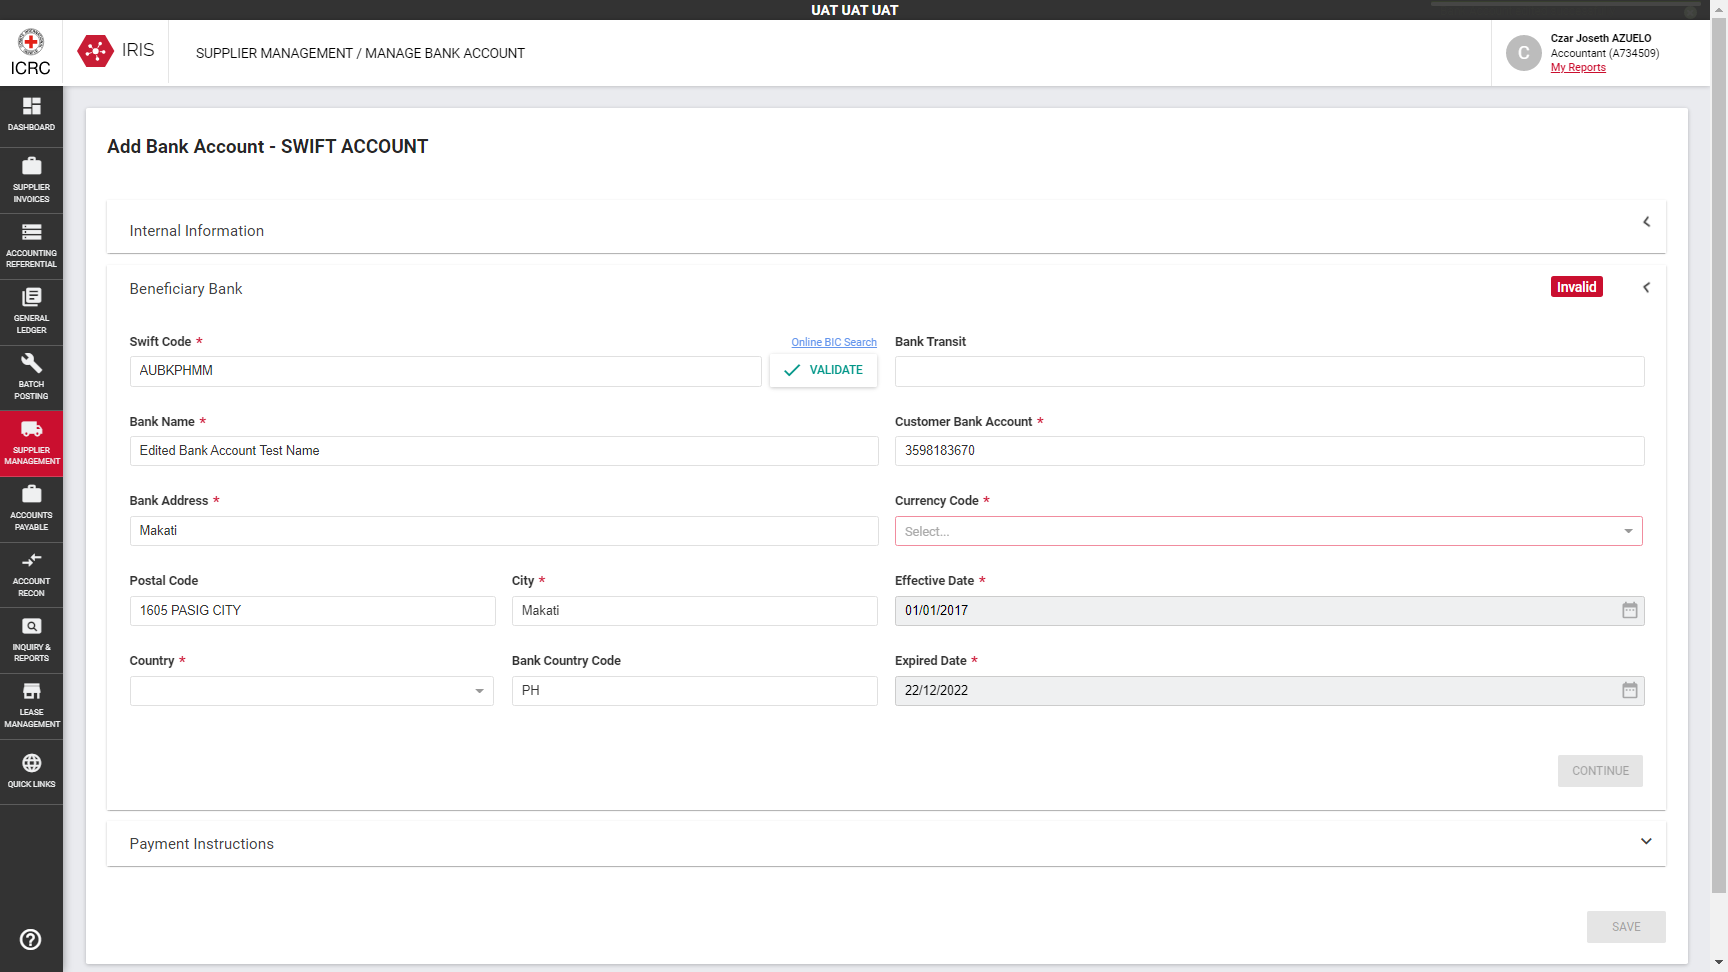 UAT UAT UAT
ICRC
IRIS
SUPPLIER MANAGEMENT / MANAGE BANK ACCOUNT
C
Czar Joseth AZUELO
Accountant (A734509)
My Reports
DASHBOARD
SUPPLIER
INVOICES
ACCOUNTING
REFERENTIAL
GENERAL
LEDGER
BATCH
POSTING
SUPPLIER
MANAGEMENT
ACCOUNTS
PAYABLE
ACCOUNT
RECON
INQUIRY &
REPORTS
LEASE
MANAGEMENT
QUICK LINKS
Add Bank Account - SWIFT ACCOUNT
Internal Information
Beneficiary Bank
Invalid
Swift Code *
Online BIC Search
AUBKPHMM
VALIDATE
Bank Transit
Bank Name *
Edited Bank Account Test Name
Customer Bank Account *
3598183670
Bank Address *
Makati
Currency Code *
Select...
Postal Code
1605 PASIG CITY
City *
Makati
Effective Date *
01/01/2017
Country *
Bank Country Code
PH
Expired Date *
22/12/2022
CONTINUE
Payment Instructions
SAVE